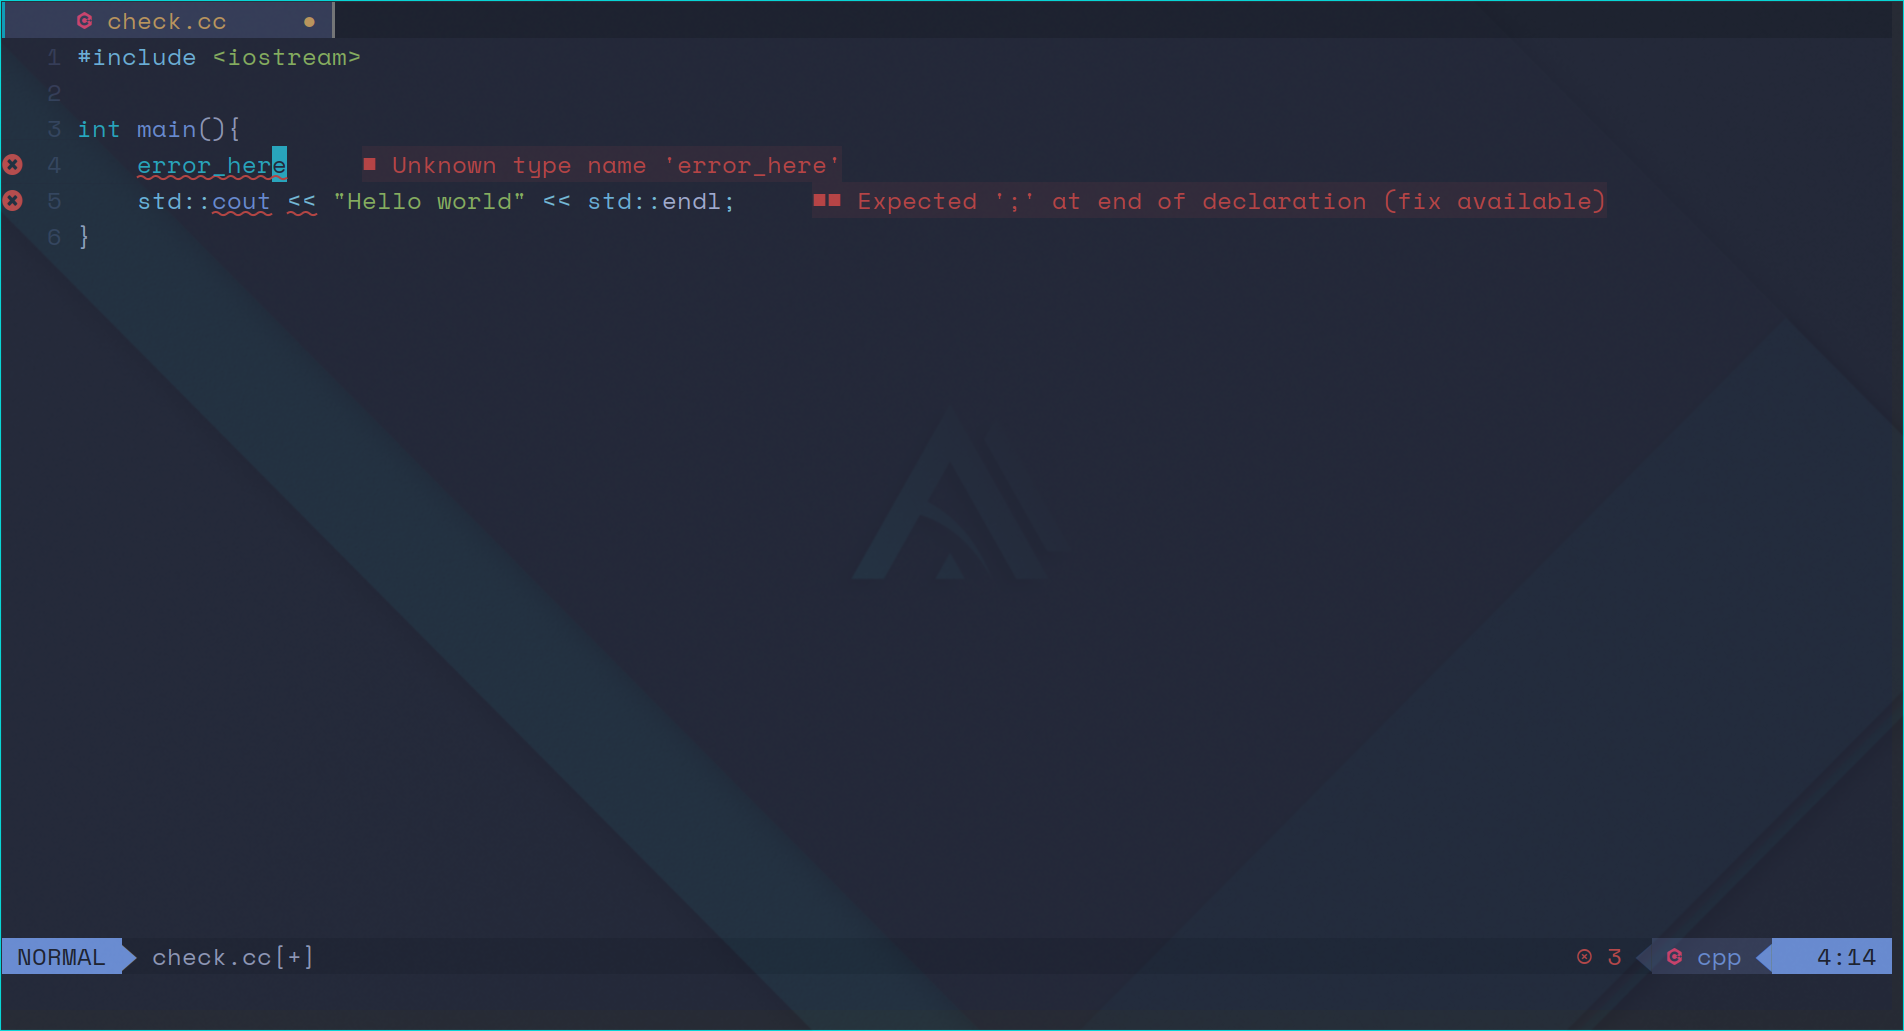 check.cc ●
1 #include <iostream>
2
3 int main(){
4     error_here     ■ Unknown type name 'error_here'
5     std::cout << "Hello world" << std::endl;     ■■ Expected ';' at end of declaration (fix available)
6 }
NORMAL check.cc[+] 3 cpp 4:14